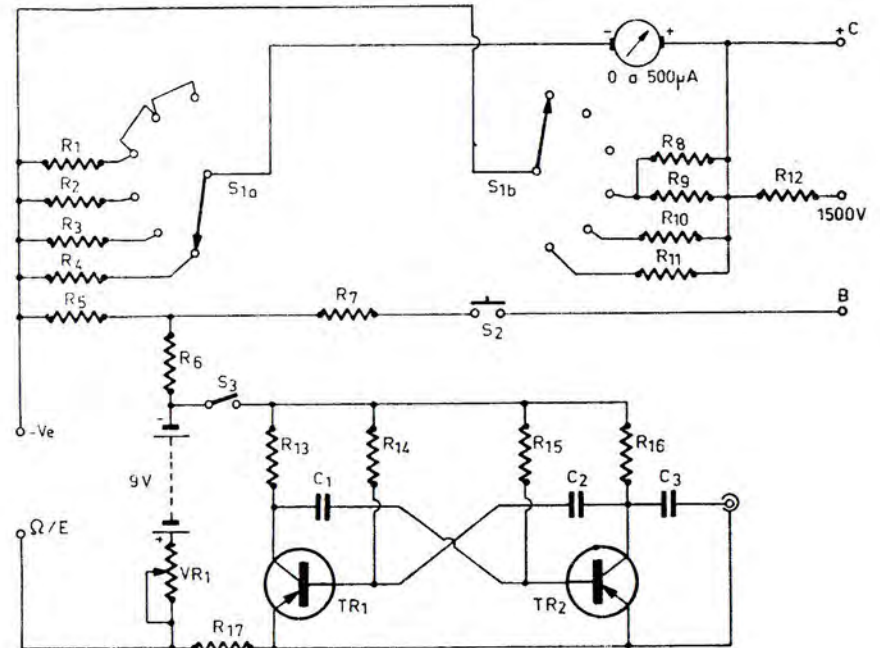 - +
+C
0 a 500µA
R1
R2
R3
R4
R5
S1a
S1b
R8
R9
R10
R11
R12
1500V
R7
S2
B
R6
S3
-Ve
-
9V
+
Ω/E
VR1
R13
R14
R15
R16
C1
C2
C3
TR1
TR2
R17